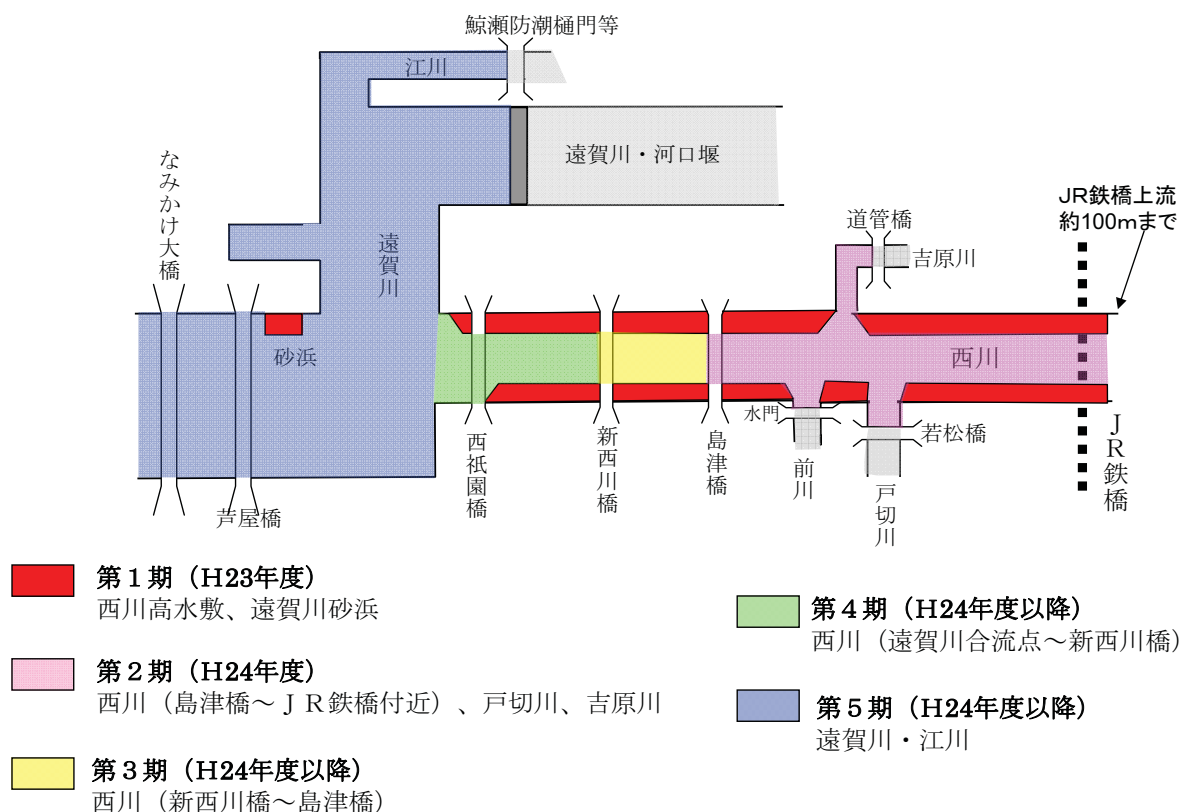 鯨瀬防潮樋門等
江川
遠賀川・河口堰
なみかけ大橋
遠賀川
道管橋
吉原川
JR鉄橋上流
約100mまで
砂浜
西川
水門
若松橋
芦屋橋
西祇園橋
新西川橋
島津橋
前川
戸切川
JR鉄橋
第1期（H23年度）
西川高水敷、遠賀川砂浜
第2期（H24年度）
西川（島津橋～ＪＲ鉄橋付近）、戸切川、吉原川
第3期（H24年度以降）
西川（新西川橋～島津橋）
第4期（H24年度以降）
西川（遠賀川合流点～新西川橋）
第5期（H24年度以降）
遠賀川・江川